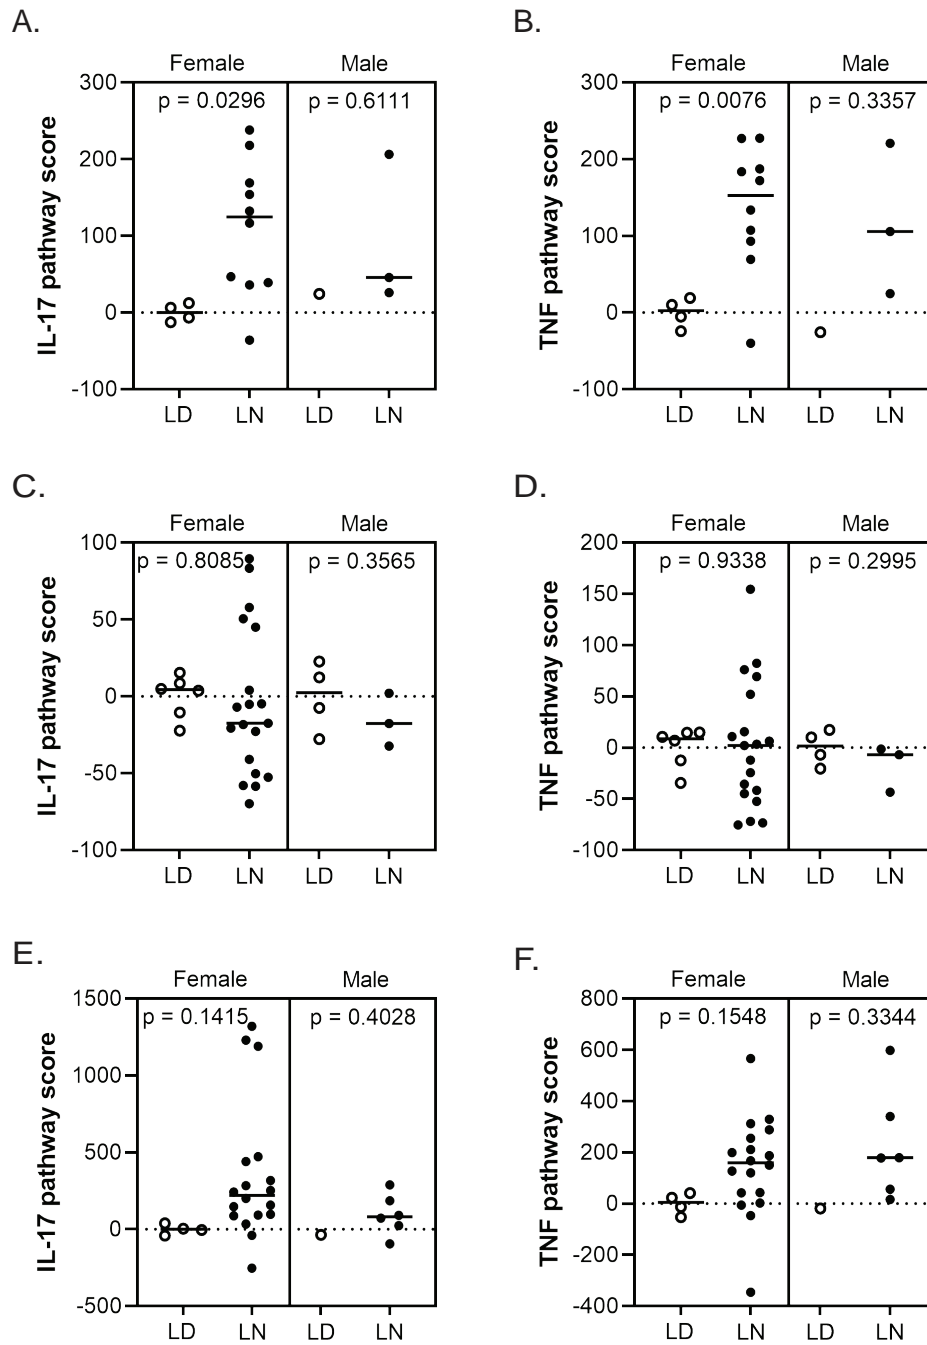 A.
B.
Female Male
Female Male
300
p = 0.0296 p = 0.6111
300
p = 0.0076 p = 0.3357
200
200
100
100
0
0
-100
-100
IL-17 pathway score
TNF pathway score
LD LN LD LN
LD LN LD LN
C.
D.
Female Male
Female Male
100
p = 0.8085 p = 0.3565
200
p = 0.9338 p = 0.2995
50
150
0
100
-50
50
-100
0
-50
-100
IL-17 pathway score
TNF pathway score
LD LN LD LN
LD LN LD LN
E.
F.
Female Male
Female Male
1500
p = 0.1415 p = 0.4028
800
p = 0.1548 p = 0.3344
1000
600
500
400
0
200
-500
0
-200
-400
IL-17 pathway score
TNF pathway score
LD LN LD LN
LD LN LD LN